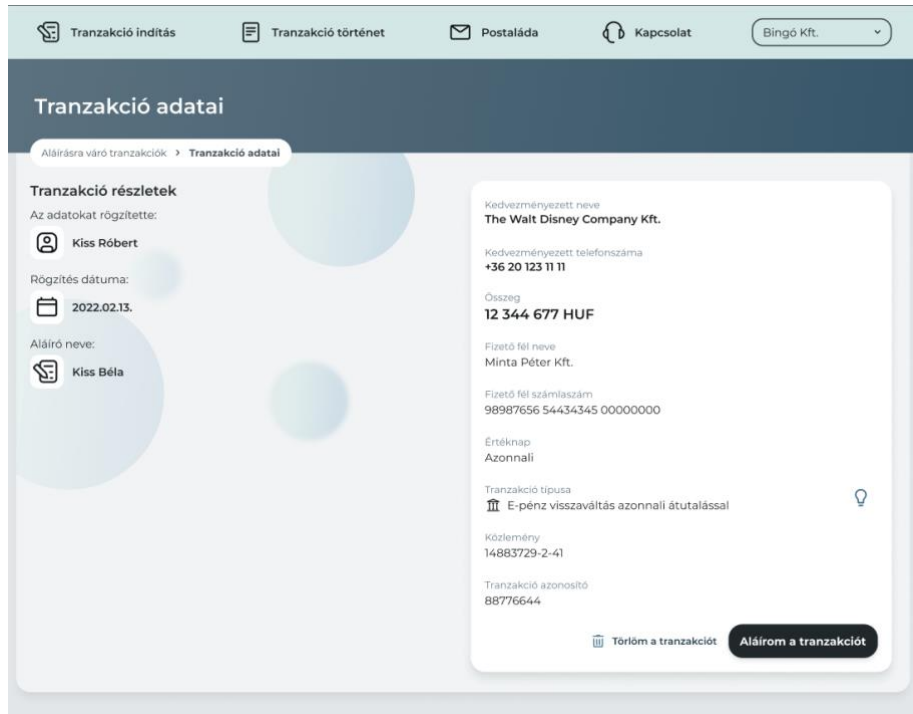 Tranzakció indítás
Tranzakció történet
Postaláda
Kapcsolat
Bingó Kft.
Tranzakció adatai
Aláírásra váró tranzakciók > Tranzakció adatai
Tranzakció részletek
Az adatokat rögzítette:
Kiss Róbert
Rögzítés dátuma:
2022.02.13.
Aláíró neve:
Kiss Béla
Kedvezményezett neve
The Walt Disney Company Kft.
Kedvezményezett telefonszáma
+36 20 123 11 11
Összeg
12 344 677 HUF
Fizető fél neve
Minta Péter Kft.
Fizető fél számlaszám
98987656 54434345 00000000
Értéknap
Azonnali
Tranzakció típusa
E-pénz visszaváltás azonnali átutalással
Közlemény
14883729-2-41
Tranzakció azonosító
88776644
Törlöm a tranzakciót
Aláírom a tranzakciót